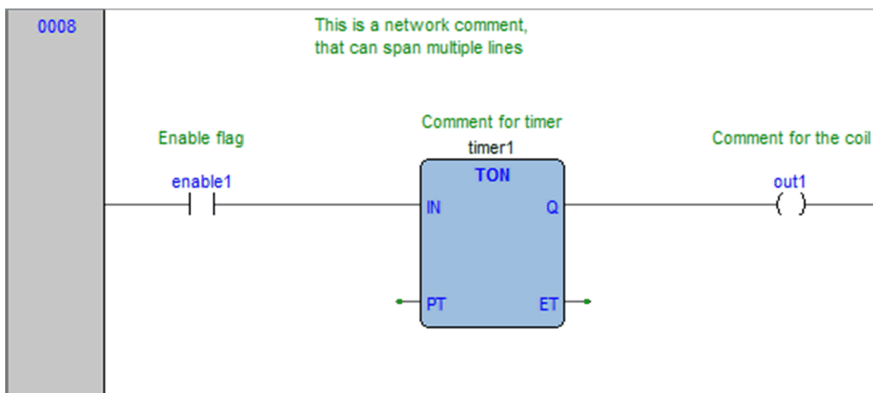 0008
This is a network comment,
that can span multiple lines
Enable flag
Comment for timer
Comment for the coil
enable1
timer1
out1
TON
IN
Q
PT
ET